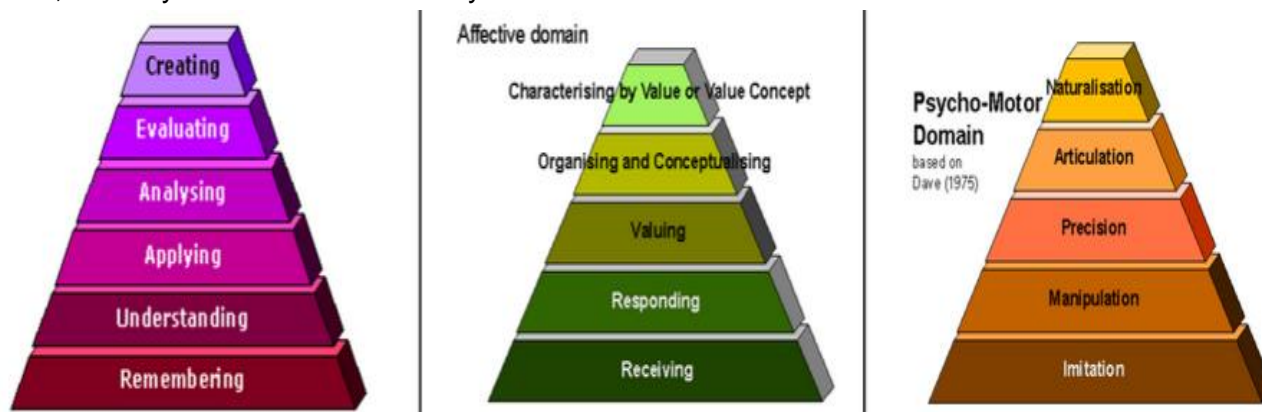 Creating
Evaluating
Analysing
Applying
Understanding
Remembering
Affective domain
Characterising by Value or Value Concept
Organising and Conceptualising
Valuing
Responding
Receiving
Psycho-Motor
Domain
based on
Dave (1975)
Naturalisation
Articulation
Precision
Manipulation
Imitation